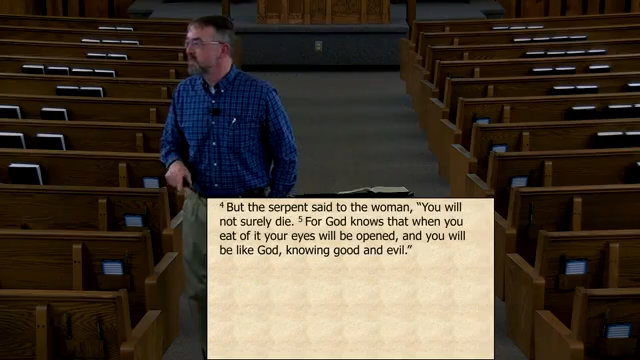 ⁴ But the serpent said to the woman, “You will
not surely die. ⁵ For God knows that when you
eat of it your eyes will be opened, and you will
be like God, knowing good and evil.”